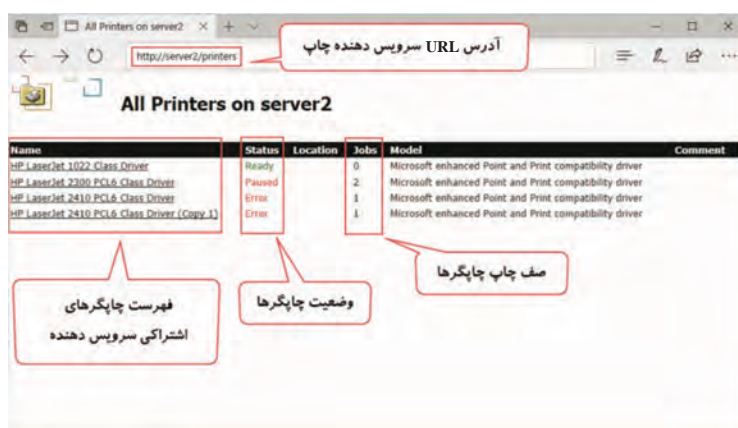 All Printers on server2
http://server2/printers
آدرس URL سرویس دهنده چاپ
All Printers on server2
Name Status Location Jobs Model Comment
HP LaserJet 1022 Class Driver Ready 0 Microsoft enhanced Point and Print compatibility driver
HP LaserJet 2300 PCL6 Class Driver Paused 2 Microsoft enhanced Point and Print compatibility driver
HP LaserJet 2410 PCL6 Class Driver Error 1 Microsoft enhanced Point and Print compatibility driver
HP LaserJet 2410 PCL6 Class Driver (Copy 1) Error 1 Microsoft enhanced Point and Print compatibility driver
صف چاپ چاپگرها
وضعیت چاپگرها
فهرست چاپگرهای
اشتراکی سرویس دهنده